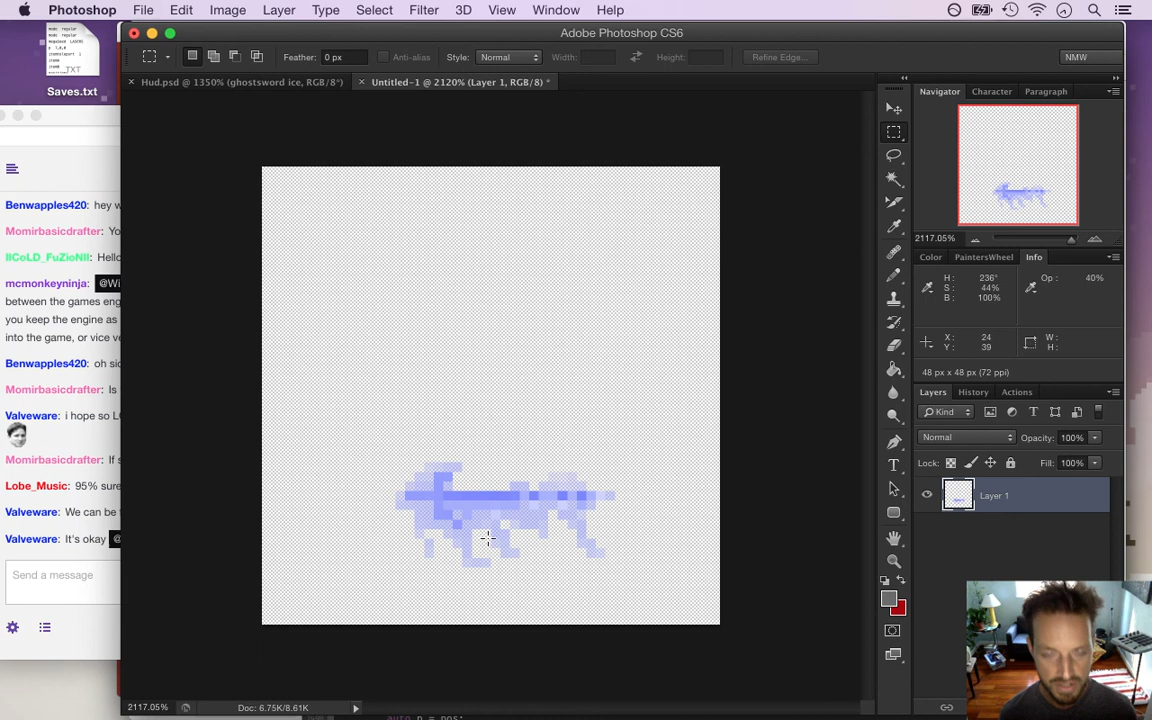 Photoshop File Edit Image Layer Type Select Filter 3D View Window Help
TXT
Saves.txt
Adobe Photoshop CS6
Feather: 0 px Anti-alias Style: Normal Width: Height: Refine Edge... NMW
Hud.psd @ 1350% (ghostsword ice, RGB/8*) Untitled-1 @ 2120% (Layer 1, RGB/8) *
Navigator Character Paragraph
2117.05%
Color PaintersWheel Info
H: 236° Op: 40%
S: 44%
B: 100%
X: 24 W:
Y: 39 H:
48 px x 48 px (72 ppi)
Layers History Actions
Kind
Normal Opacity: 100%
Lock: Fill: 100%
Layer 1
Benwapples420: hey
Momirbasicdrafter: Yo
IlCoLD_FuZioNIl: Hello
mcmonkeyninja: @Wi
between the games eng
you keep the engine as
into the game, or vice ve
Benwapples420: oh sic
Momirbasicdrafter: Is
Valveware: i hope so L
Momirbasicdrafter: If s
Lobe_Music: 95% sure
Valveware: We can be
Valveware: It's okay @
Send a message
2117.05% Doc: 6.75K/8.61K
auto p = pos;